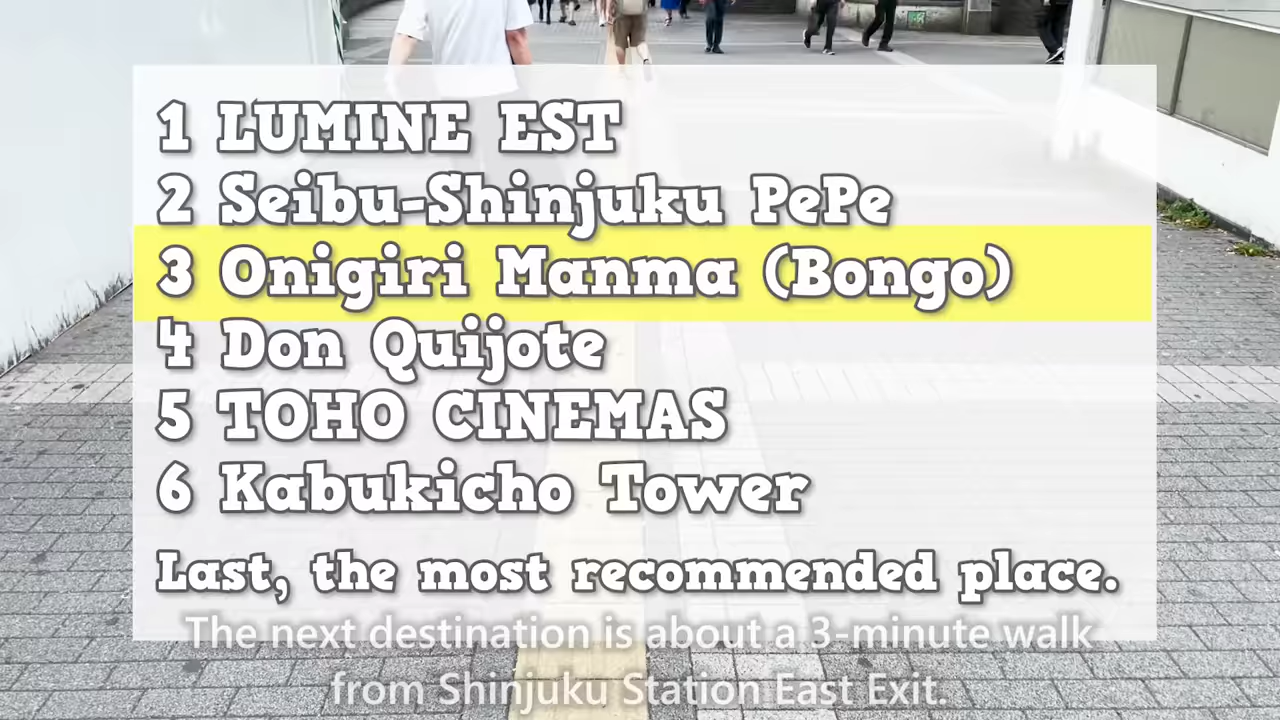 1 LUMINE EST
2 Seibu-Shinjuku PePe
3 Onigiri Manma (Bongo)
4 Don Quijote
5 TOHO CINEMAS
6 Kabukicho Tower
Last, the most recommended place.
The next destination is about a 3-minute walk
from Shinjuku Station East Exit.